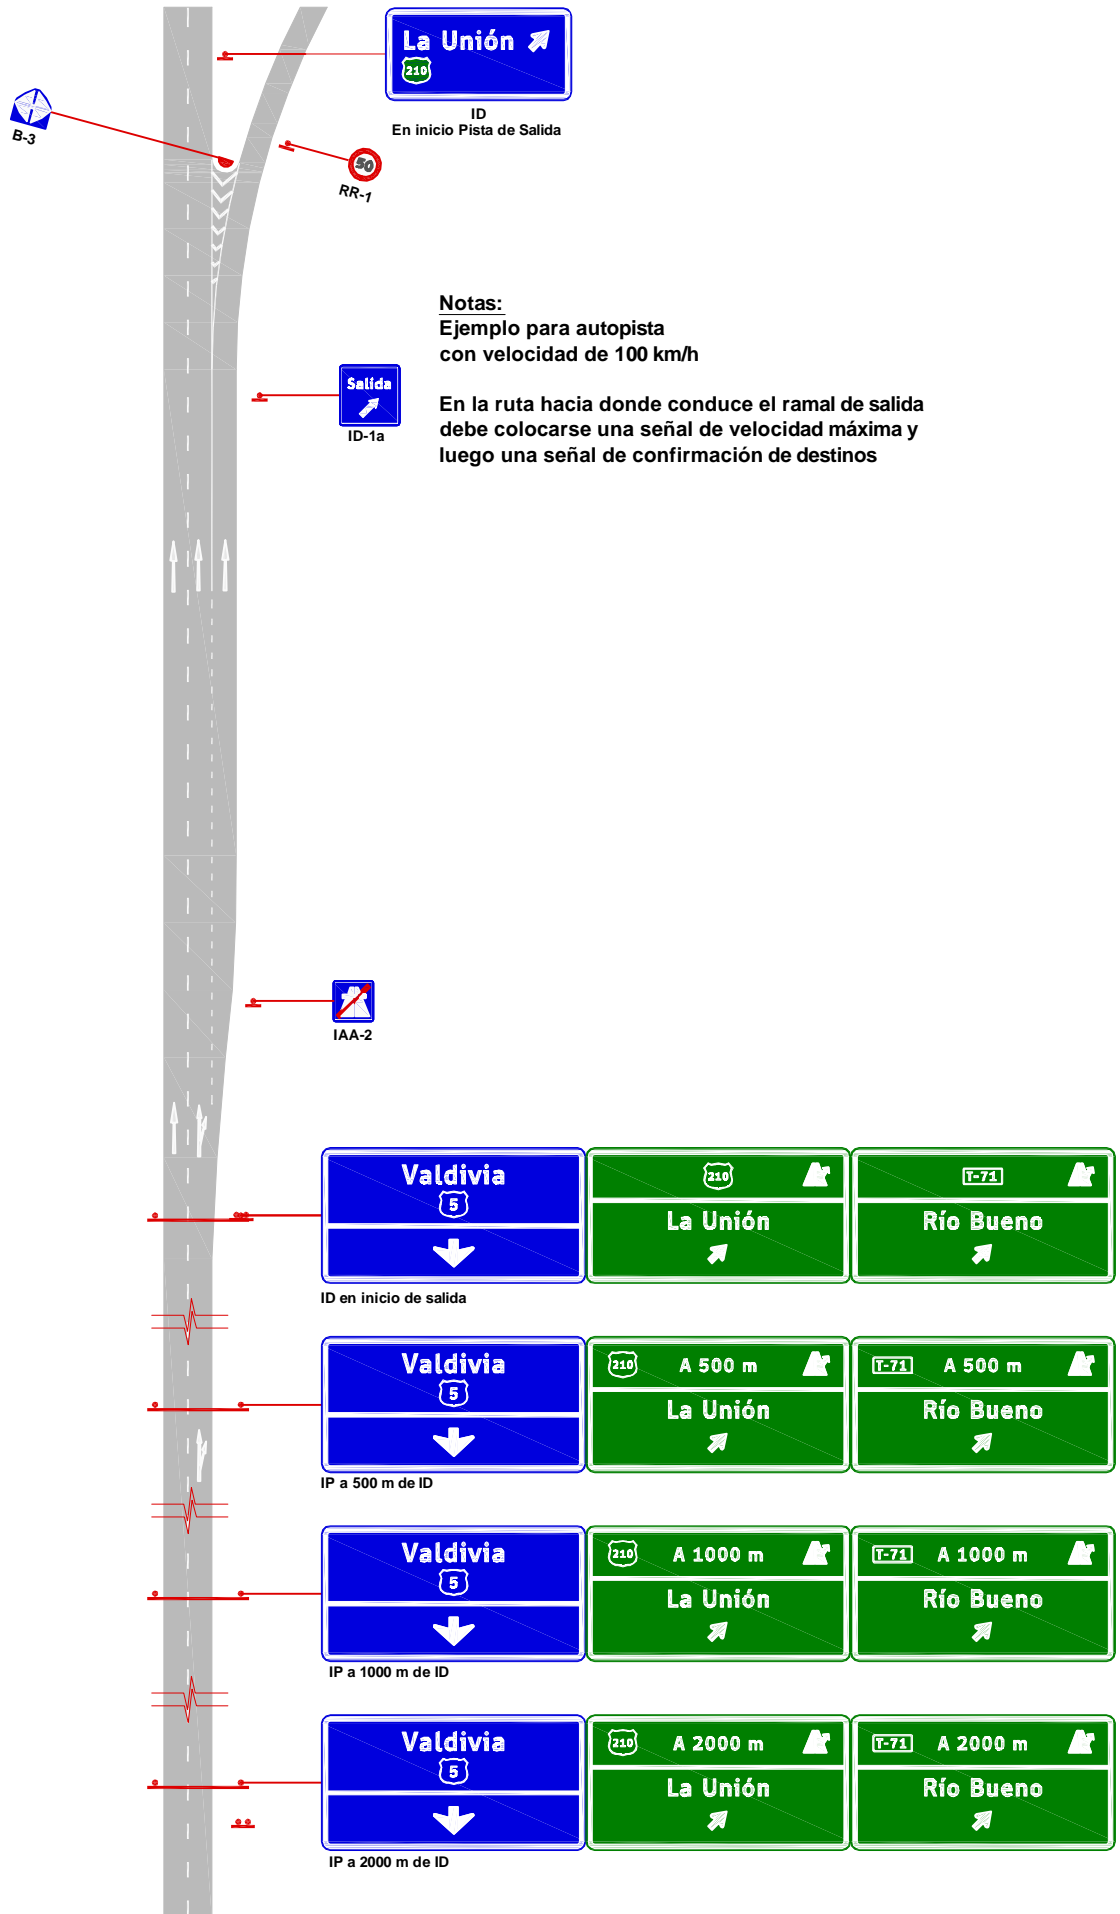 La Unión
210
ID
En inicio Pista de Salida
B-3
50
RR-1
Notas:
Ejemplo para autopista
con velocidad de 100 km/h
En la ruta hacia donde conduce el ramal de salida
debe colocarse una señal de velocidad máxima y
luego una señal de confirmación de destinos
Salida
ID-1a
IAA-2
Valdivia
5
210
La Unión
T-71
Río Bueno
ID en inicio de salida
Valdivia
5
210 A 500 m
La Unión
T-71 A 500 m
Río Bueno
IP a 500 m de ID
Valdivia
5
210 A 1000 m
La Unión
T-71 A 1000 m
Río Bueno
IP a 1000 m de ID
Valdivia
5
210 A 2000 m
La Unión
T-71 A 2000 m
Río Bueno
IP a 2000 m de ID